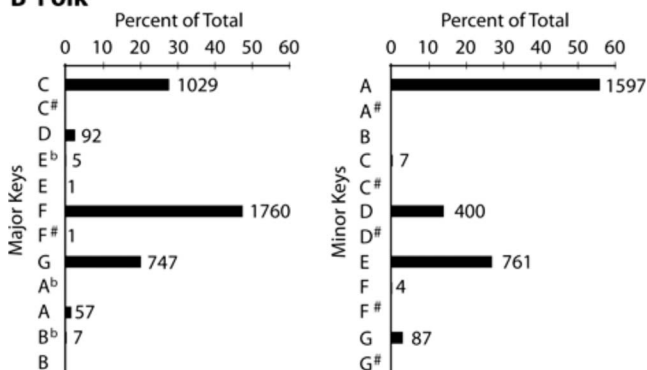 B Folk
Percent of Total
0 10 20 30 40 50 60
Major Keys
C 1029
C#
D 92
Eb 5
E 1
F 1760
F# 1
G 747
Ab
A 57
Bb 7
B
Percent of Total
0 10 20 30 40 50 60
Minor Keys
A 1597
A#
B
C 7
C#
D 400
D#
E 761
F 4
F#
G 87
G#